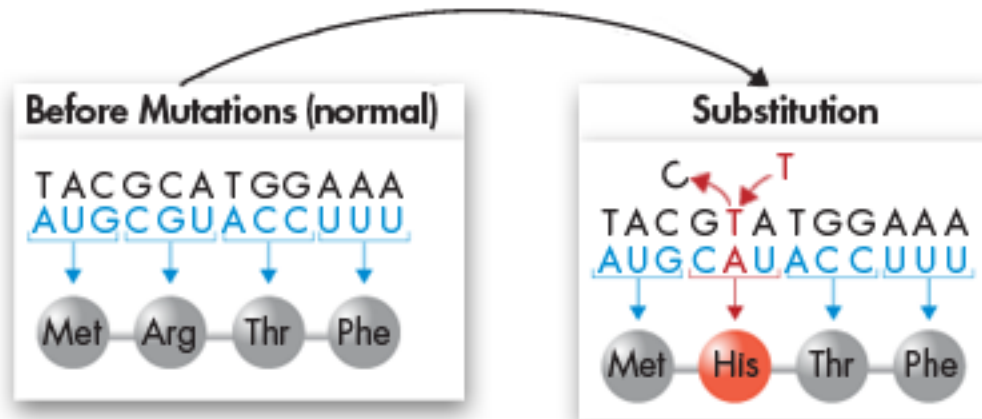 Before Mutations (normal)
TACGCATGGAAA
AUGCGUACCUUU
Met Arg Thr Phe
Substitution
C T
TACGTATGGAAA
AUGCAUACCUUU
Met His Thr Phe